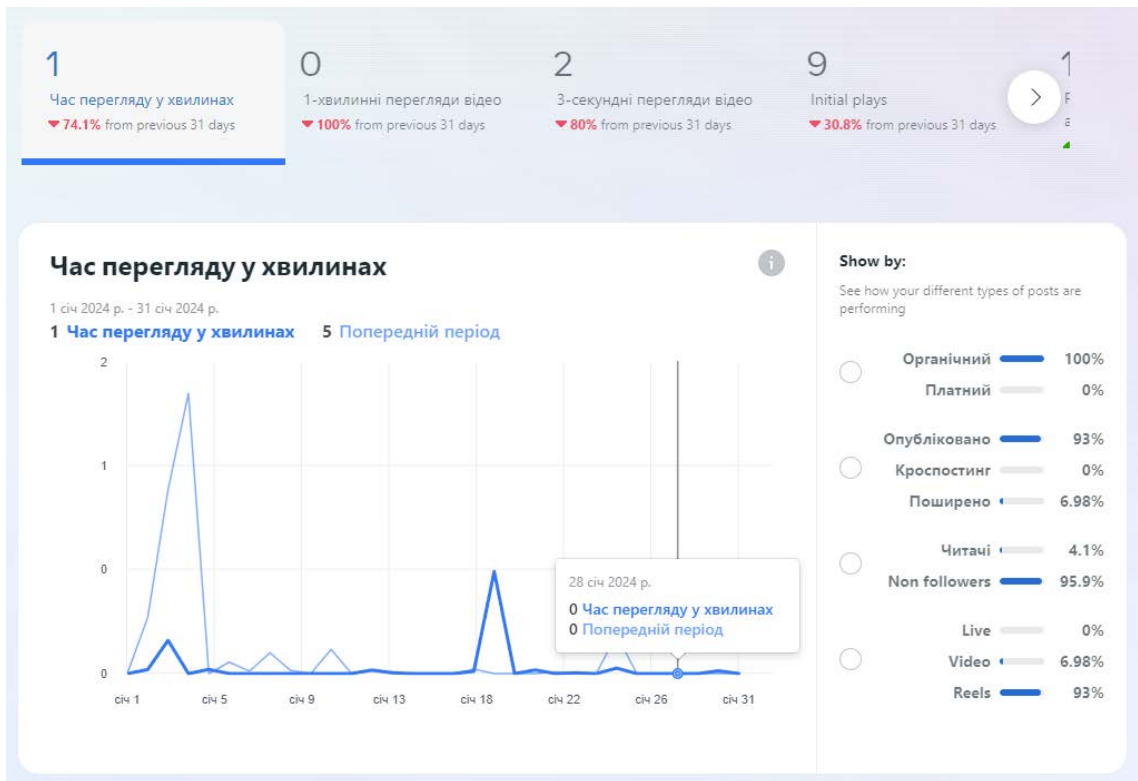 1
Час перегляду у хвилинах
74.1% from previous 31 days
0
1-хвилинні перегляди відео
100% from previous 31 days
2
3-секундні перегляди відео
80% from previous 31 days
9
Initial plays
30.8% from previous 31 days
1
Час перегляду у хвилинах
1 січ 2024 р. - 31 січ 2024 р.
1 Час перегляду у хвилинах 5 Попередній період
2
1
0
0
січ 1 січ 5 січ 9 січ 13 січ 18 січ 22 січ 26 січ 31
28 січ 2024 р.
0 Час перегляду у хвилинах
0 Попередній період
Show by:
See how your different types of posts are
performing
Органічний 100%
Платний 0%
Опубліковано 93%
Кроспостинг 0%
Поширено 6.98%
Читачі 4.1%
Non followers 95.9%
Live 0%
Video 6.98%
Reels 93%